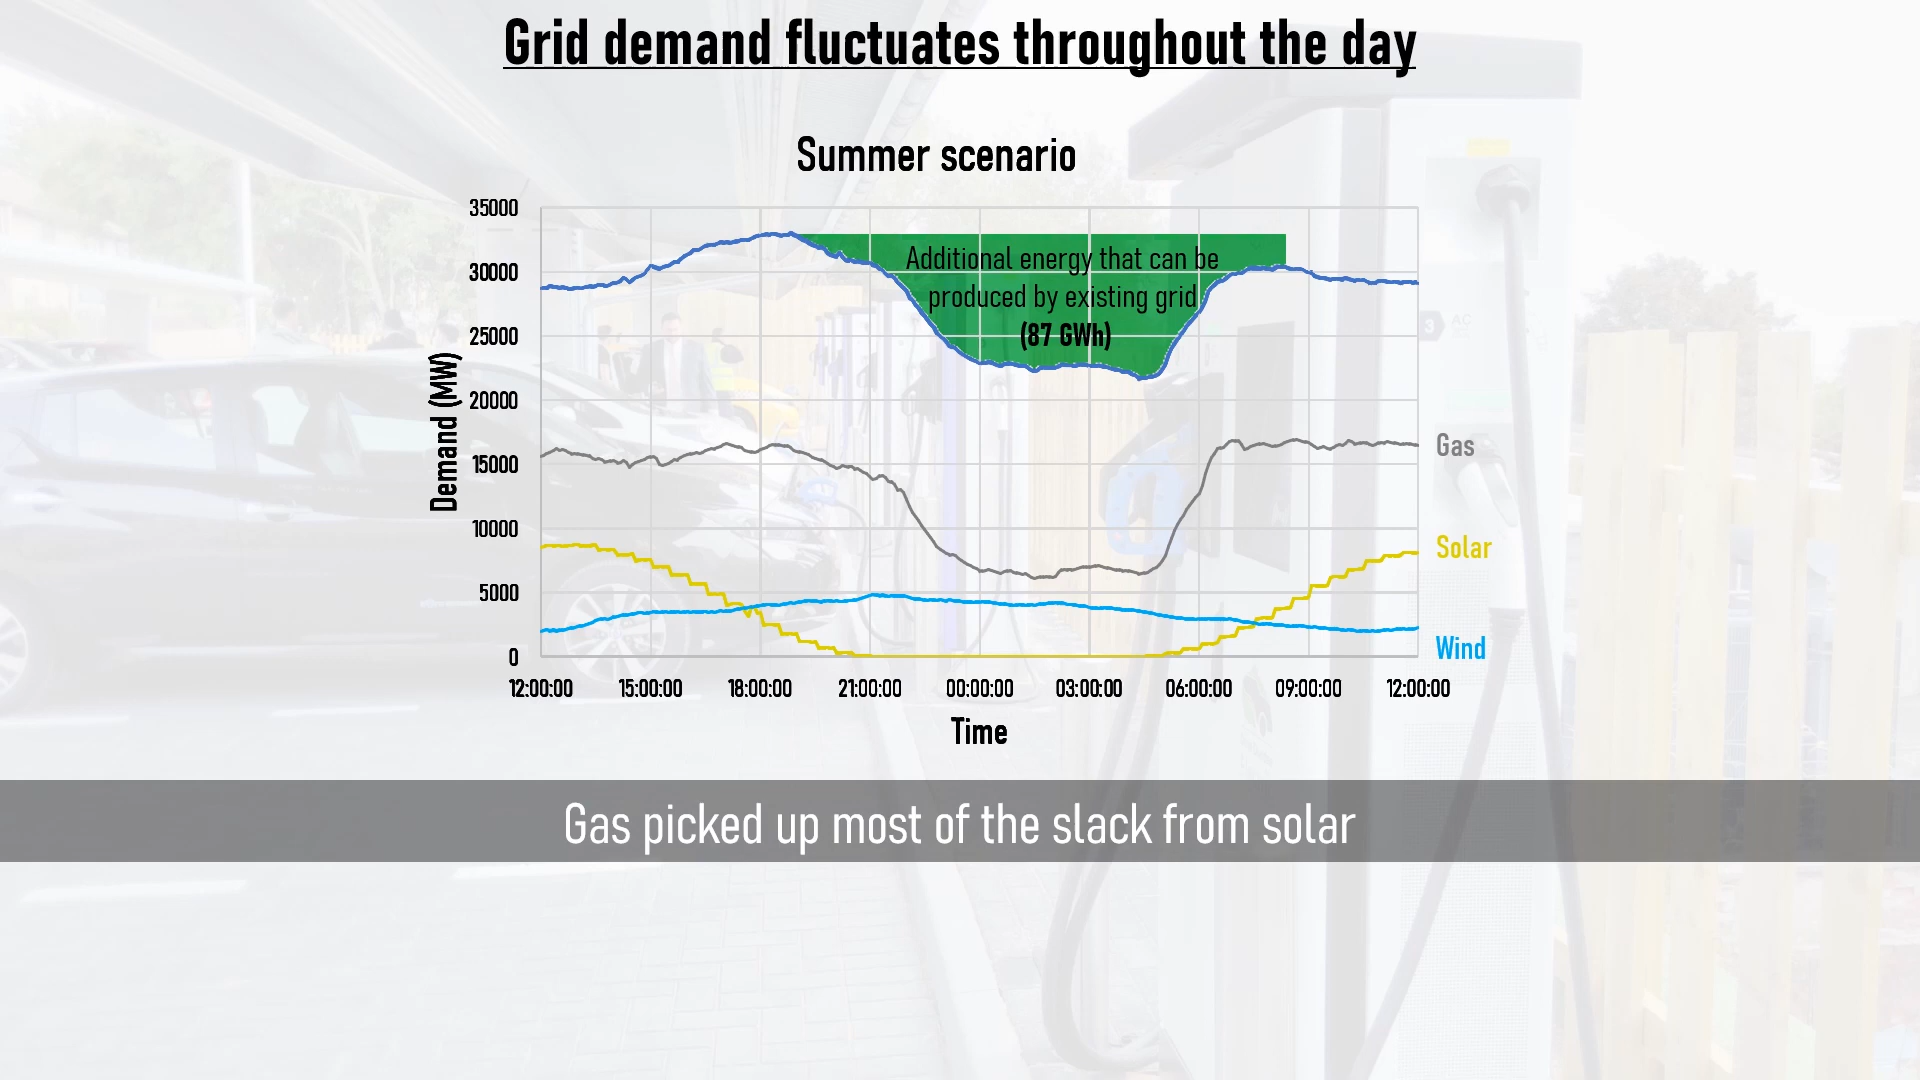 Grid demand fluctuates throughout the day
Summer scenario
35000
30000
25000
20000
15000
10000
5000
0
Demand (MW)
Additional energy that can be
produced by existing grid
(87 GWh)
Gas
Solar
Wind
12:00:00 15:00:00 18:00:00 21:00:00 00:00:00 03:00:00 06:00:00 09:00:00 12:00:00
Time
3 AC
Gas picked up most of the slack from solar